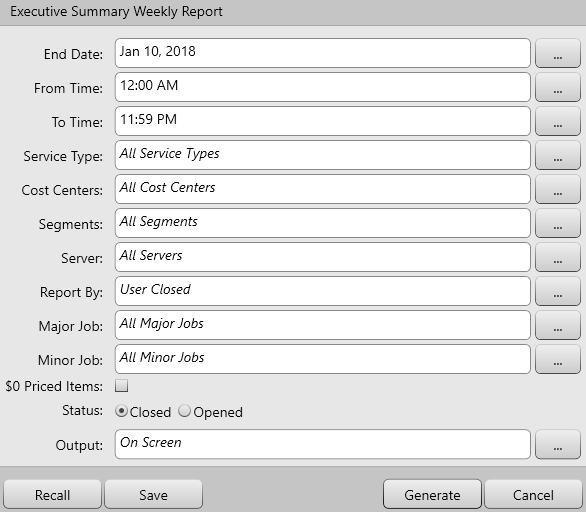 Executive Summary Weekly Report
End Date: Jan 10, 2018 ...
From Time: 12:00 AM ...
To Time: 11:59 PM ...
Service Type: All Service Types ...
Cost Centers: All Cost Centers ...
Segments: All Segments ...
Server: All Servers ...
Report By: User Closed ...
Major Job: All Major Jobs ...
Minor Job: All Minor Jobs ...
$0 Priced Items:
Status: Closed Opened
Output: On Screen ...
Recall Save Generate Cancel